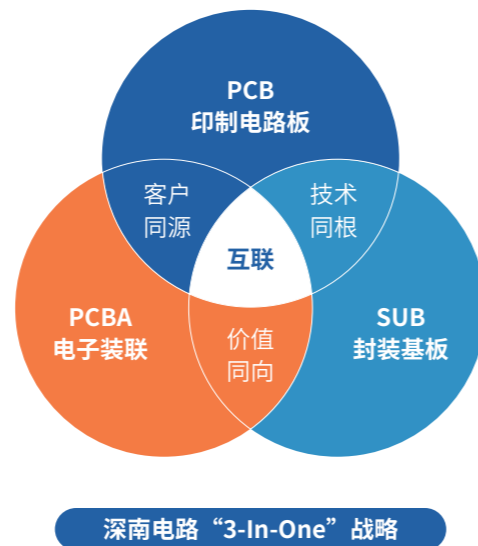 PCB
印制电路板
客户
同源
技术
同根
互联
PCBA
电子装联
价值
同向
SUB
封装基板
深南电路“3-In-One”战略